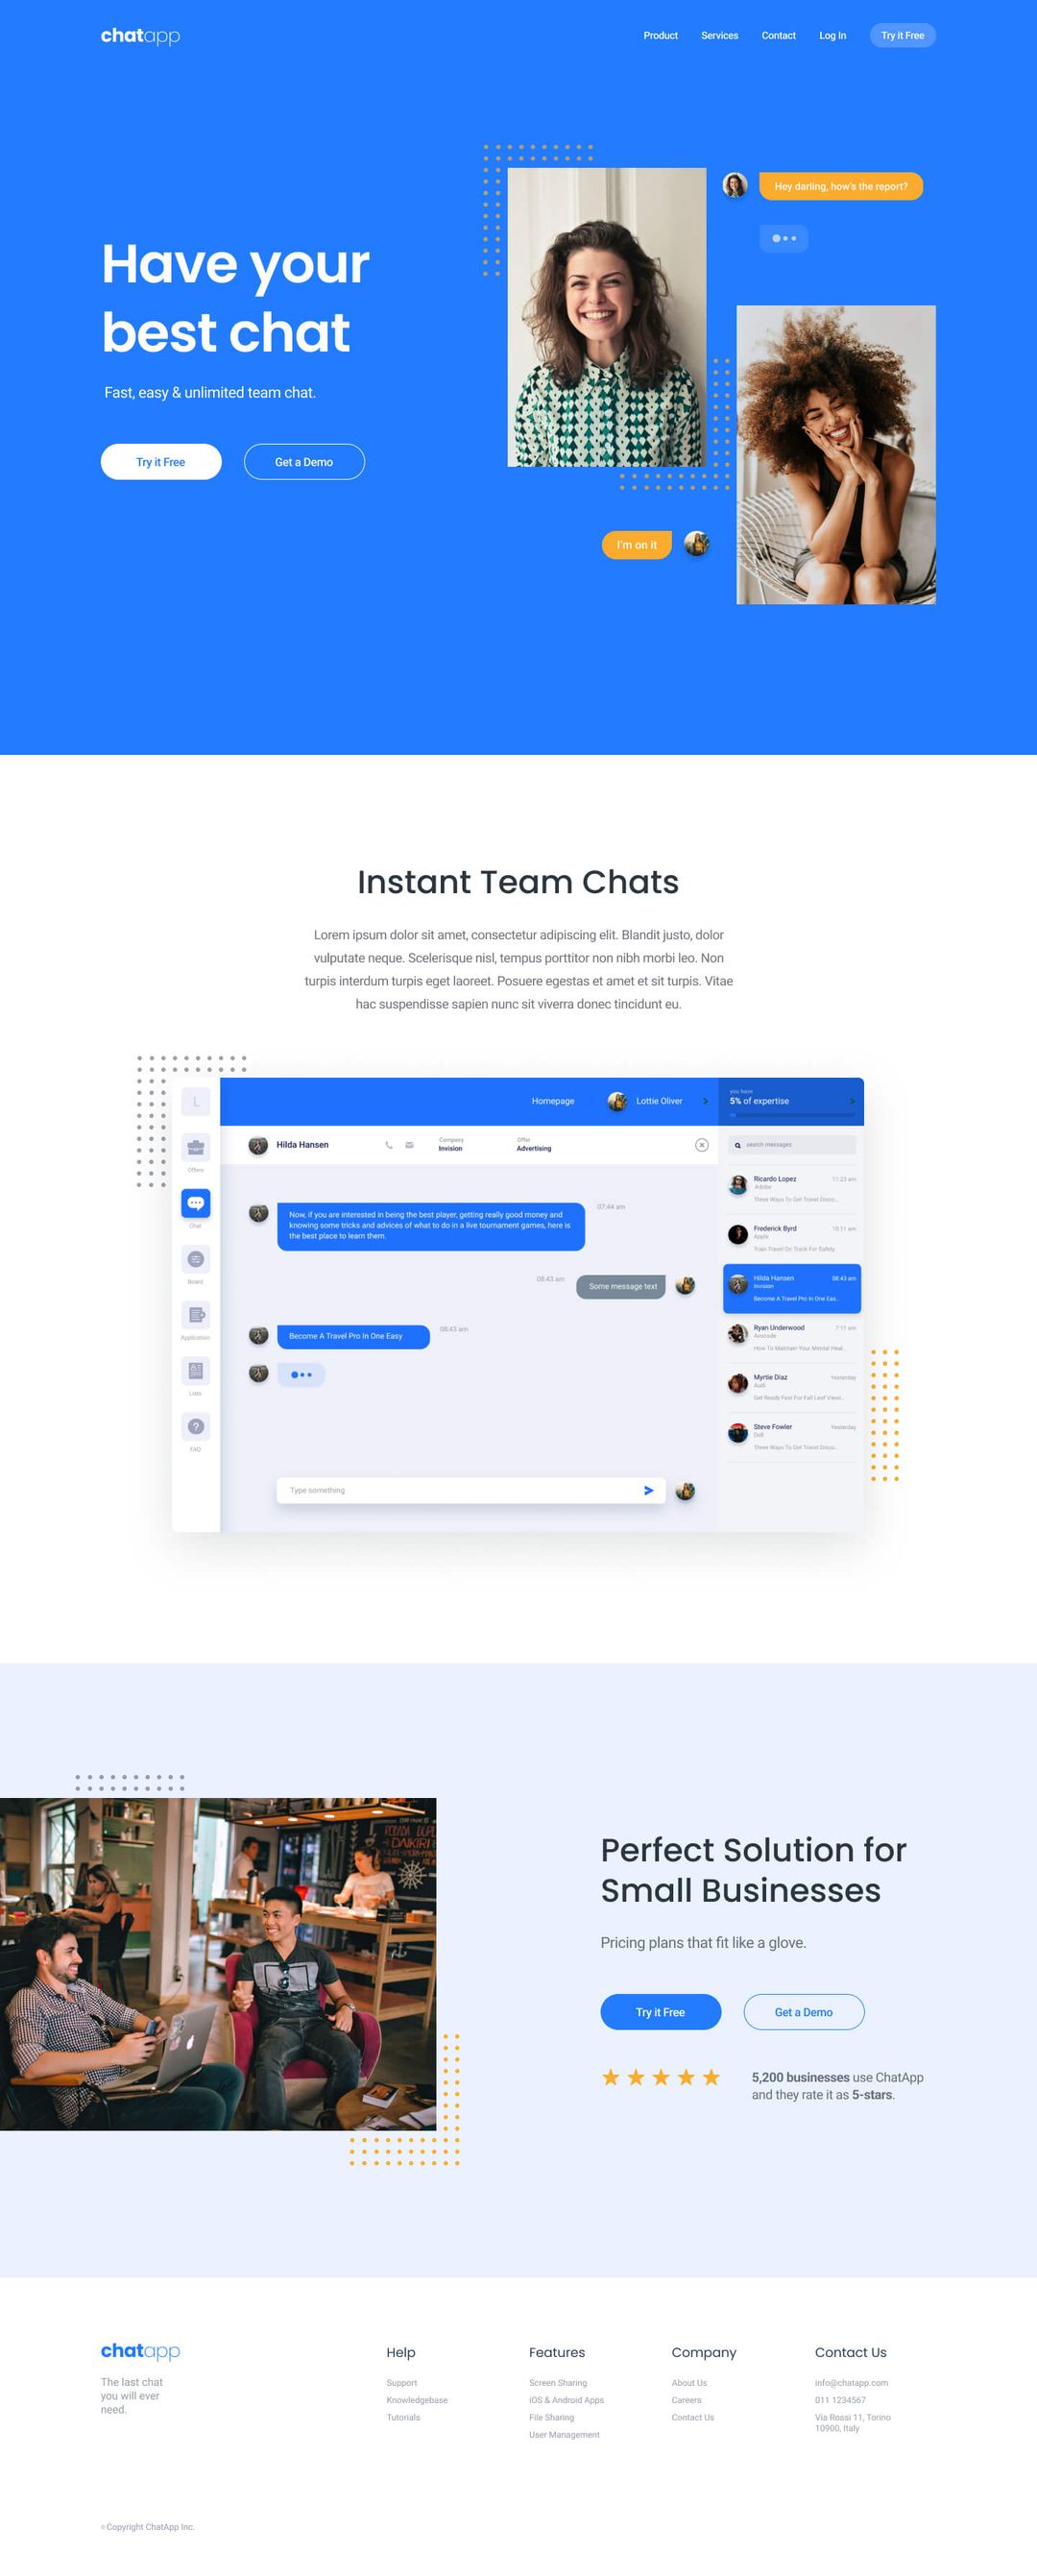 chatapp
Product
Services
Contact
Log In
Try it Free
Hey darling, how's the report?
Have your
best chat
Fast, easy & unlimited team chat.
Try it Free
Get a Demo
I'm on it
Instant Team Chats
Lorem ipsum dolor sit amet, consectetur adipiscing elit. Blandit justo, dolor
vulputate neque. Scelerisque nisl, tempus porttitor non nibh morbi leo. Non
turpis interdum turpis eget laoreet. Posuere egestas et amet et sit turpis. Vitae
hac suspendisse sapien nunc sit viverra donec tincidunt eu.
L
Offers
Chat
Board
Application
Lists
FAQ
Homepage
Lottie Oliver
you have
5% of expertise
Hilda Hansen
Company
Invision
Offer
Advertising
search messages
Now, if you are interested in being the best player, getting really good money and
knowing some tricks and advices of what to do in a live tournament games, here is
the best place to learn them.
07:44 am
08:43 am
Some message text
Become A Travel Pro In One Easy
08:43 am
Type something
Ricardo Lopez
11:23 am
Adobe
Three Ways To Get Travel Disco...
Frederick Byrd
10:11 am
Apple
Train Travel On Track For Safety
Hilda Hansen
08:43 am
Invision
Become A Travel Pro In One Eas..
Ryan Underwood
7:11 am
Avocode
How To Maintain Your Mental Heal..
Myrtie Diaz
Yesterday
Audi
Get Ready Fast For Fall Leaf Viewi..
Steve Fowler
Yesterday
Dell
Three Ways To Get Travel Disco..
Perfect Solution for
Small Businesses
Pricing plans that fit like a glove.
Try it Free
Get a Demo
5,200 businesses use ChatApp
and they rate it as 5-stars.
chatapp
The last chat
you will ever
need.
Help
Support
Knowledgebase
Tutorials
Features
Screen Sharing
iOS & Android Apps
File Sharing
User Management
Company
About Us
Careers
Contact Us
Contact Us
info@chatapp.com
011 1234567
Via Rossi 11, Torino
10900, Italy
© Copyright ChatApp Inc.